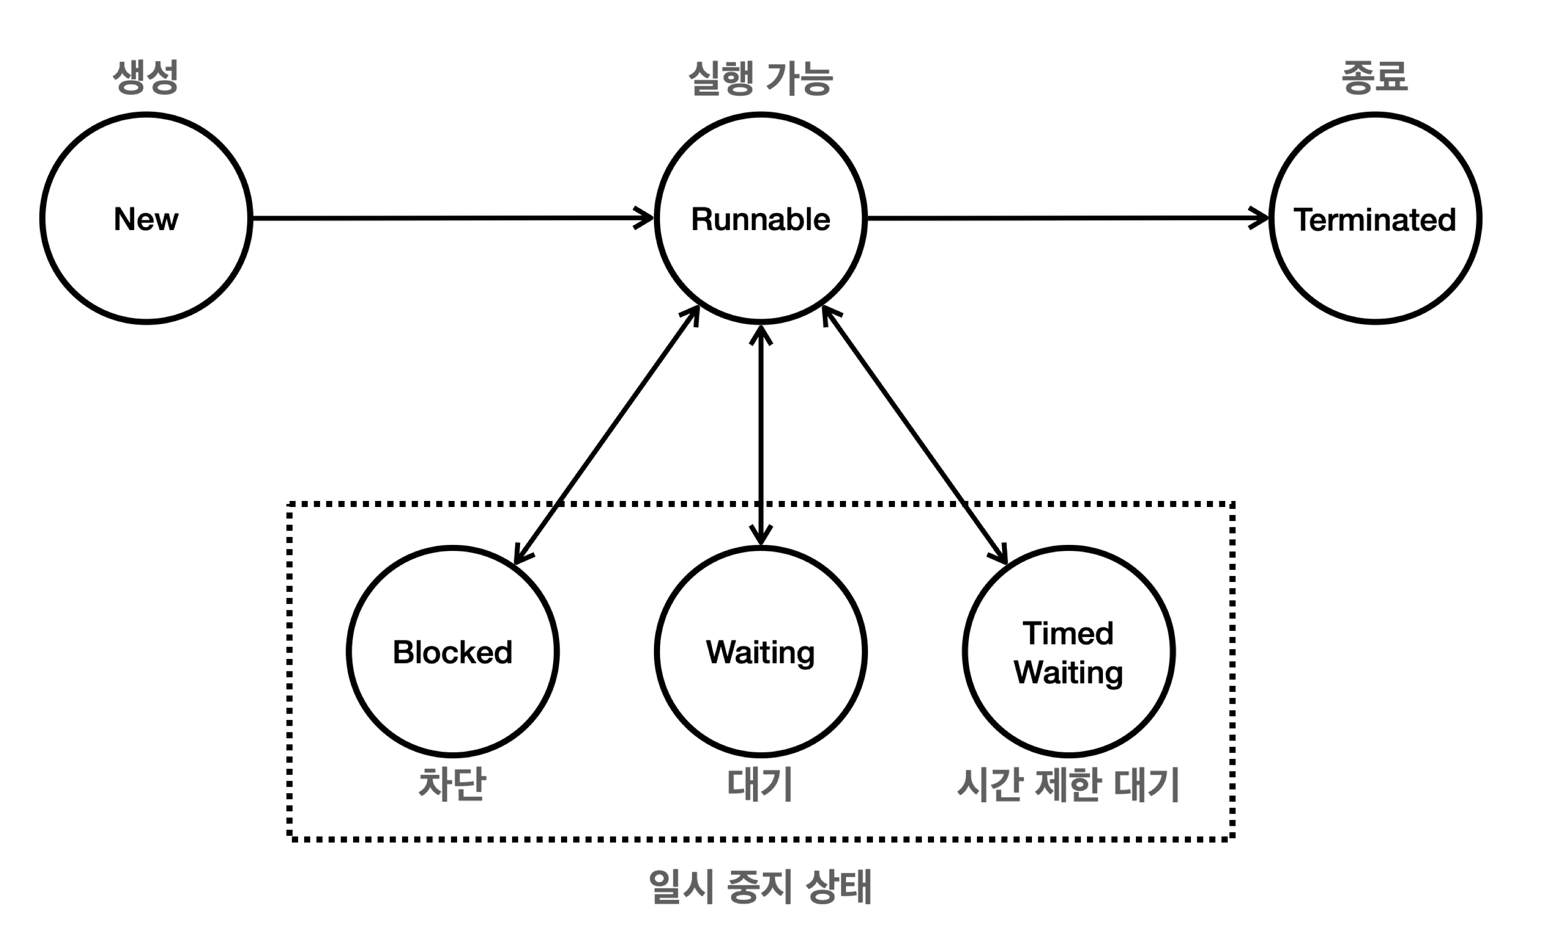 생성
실행 가능
종료
New
Runnable
Terminated
Blocked
Waiting
Timed
Waiting
차단
대기
시간 제한 대기
일시 중지 상태